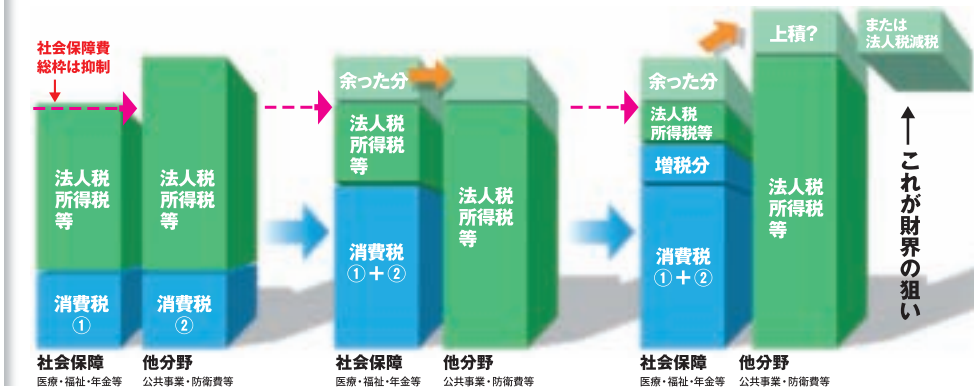 社会保障費
総枠は抑制
法人税
所得税
等
消費税
①
社会保障
医療・福祉・年金等
法人税
所得税
等
消費税
②
他分野
公共事業・防衛費等
余った分
法人税
所得税
等
消費税
①＋②
社会保障
医療・福祉・年金等
法人税
所得税
等
他分野
公共事業・防衛費等
余った分
法人税
所得税等
増税分
消費税
①＋②
社会保障
医療・福祉・年金等
上積？
法人税
所得税
等
他分野
公共事業・防衛費等
または
法人税減税
これが財界の狙い